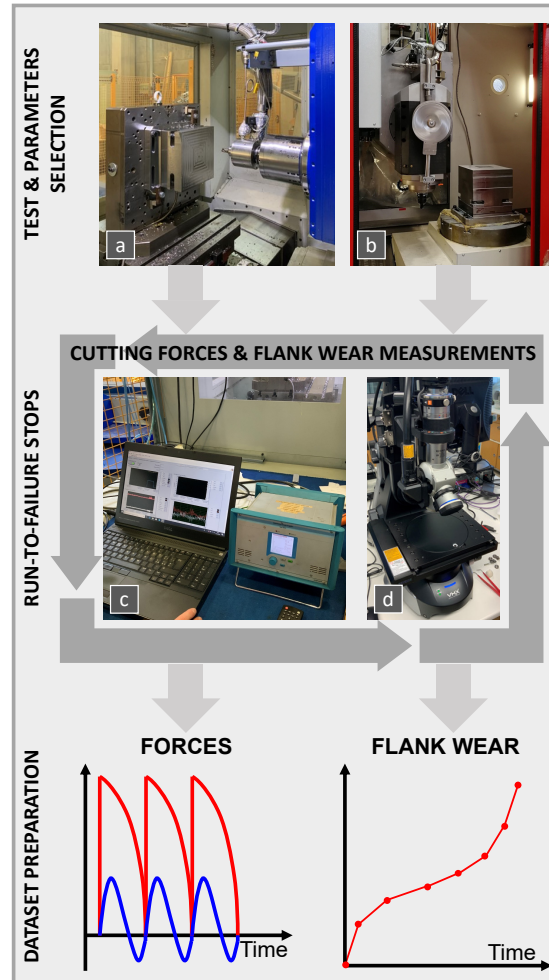 TEST & PARAMETERS
SELECTION
a
b
CUTTING FORCES & FLANK WEAR MEASUREMENTS
RUN-TO-FAILURE STOPS
c
d
VHX
FORCES
FLANK WEAR
DATASET PREPARATION
Time
Time